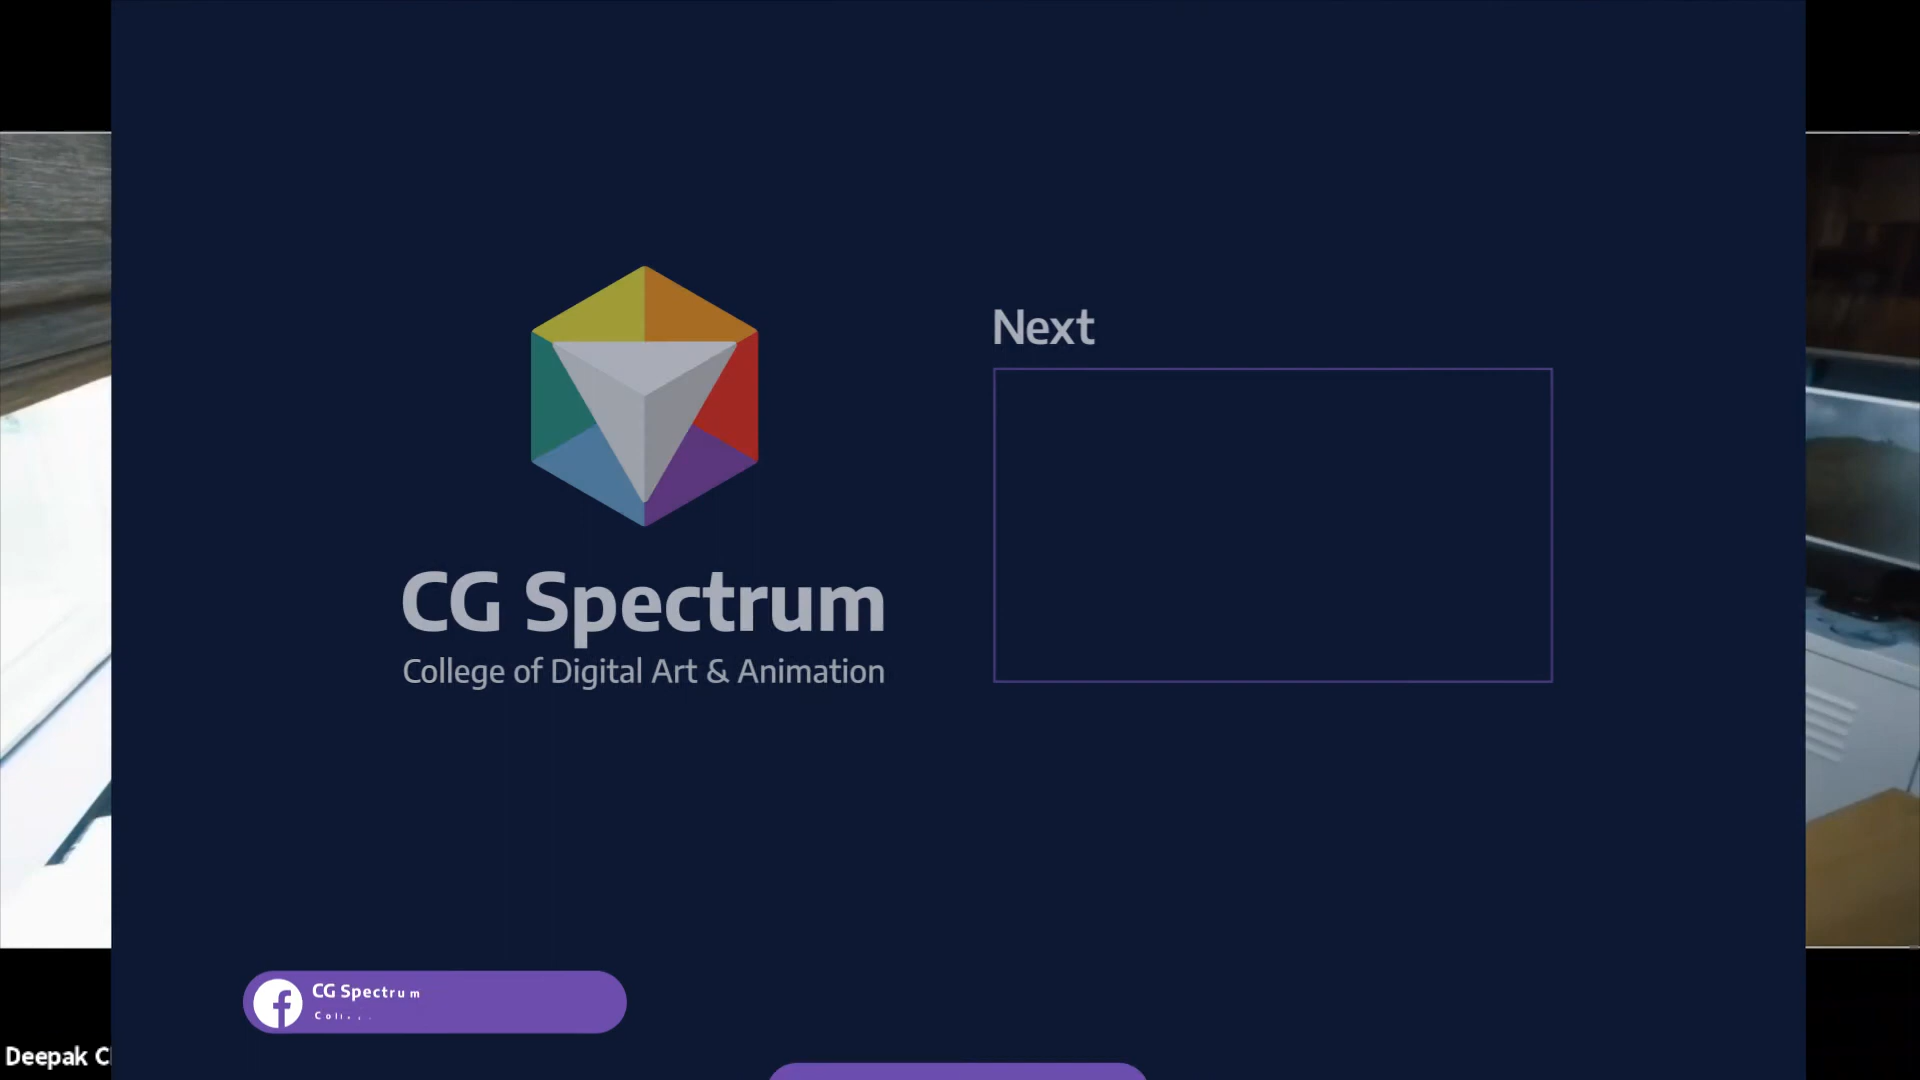 Next
CG Spectrum
College of Digital Art & Animation
CG Spectrum
Deepak